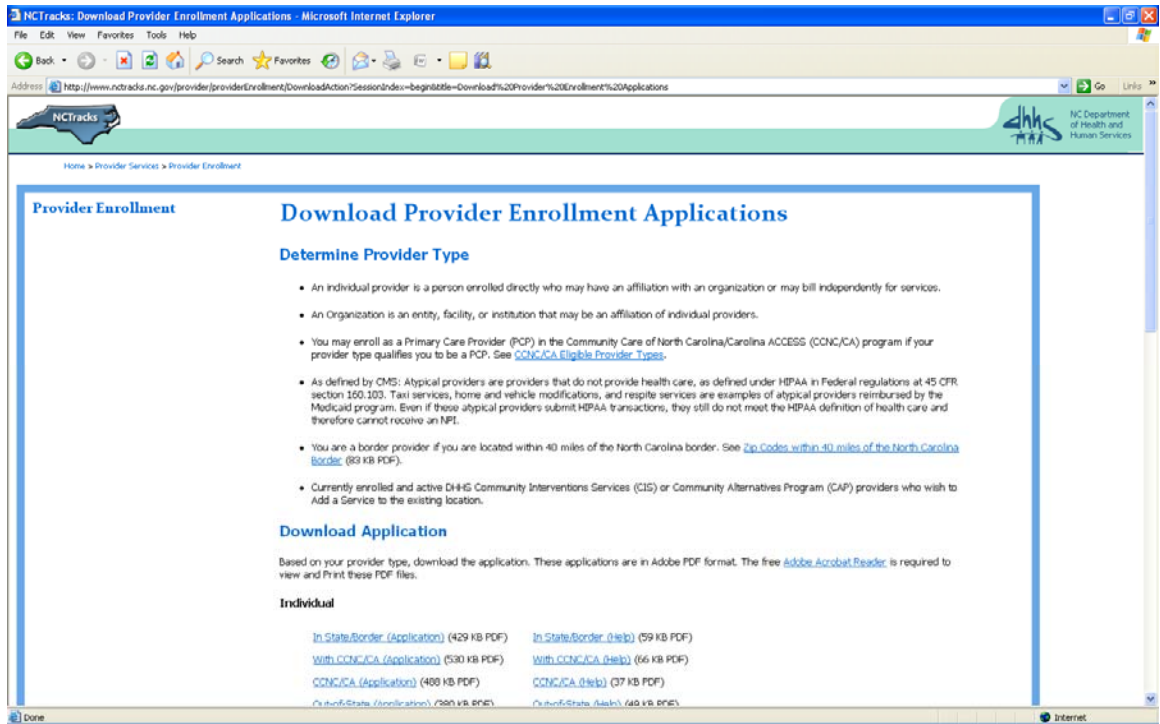 NCTracks: Download Provider Enrollment Applications - Microsoft Internet Explorer
File Edit View Favorites Tools Help
Back Search Favorites
Address http://www.nctracks.nc.gov/provider/providerEnrollment/DownloadAction?SessionIndex=begin&title=Download%20Provider%20Enrollment%20Applications Go Links »
NCTracks
dhhs
NC Department
of Health and
Human Services
Home > Provider Services > Provider Enrollment
Provider Enrollment
Download Provider Enrollment Applications
Determine Provider Type
• An individual provider is a person enrolled directly who may have an affiliation with an organization or may bill independently for services.
• An Organization is an entity, facility, or institution that may be an affiliation of individual providers.
• You may enroll as a Primary Care Provider (PCP) in the Community Care of North Carolina/Carolina ACCESS (CCNC/CA) program if your
provider type qualifies you to be a PCP. See CCNC/CA Eligible Provider Types.
• As defined by CMS: Atypical providers are providers that do not provide health care, as defined under HIPAA in Federal regulations at 45 CFR
section 160.103. Taxi services, home and vehicle modifications, and respite services are examples of atypical providers reimbursed by the
Medicaid program. Even if these atypical providers submit HIPAA transactions, they still do not meet the HIPAA definition of health care and
therefore cannot receive an NPI.
• You are a border provider if you are located within 40 miles of the North Carolina border. See Zip Codes within 40 miles of the North Carolina
Border (83 KB PDF).
• Currently enrolled and active DHHS Community Interventions Services (CIS) or Community Alternatives Program (CAP) providers who wish to
Add a Service to the existing location.
Download Application
Based on your provider type, download the application. These applications are in Adobe PDF format. The free Adobe Acrobat Reader is required to
view and Print these PDF files.
Individual
In State/Border (Application) (429 KB PDF) In State/Border (Help) (59 KB PDF)
With CCNC/CA (Application) (530 KB PDF) With CCNC/CA (Help) (66 KB PDF)
CCNC/CA (Application) (488 KB PDF) CCNC/CA (Help) (37 KB PDF)
Out-of-State (Application) (380 KB PDF) Out-of-State (Help) (49 KB PDF)
Done Internet